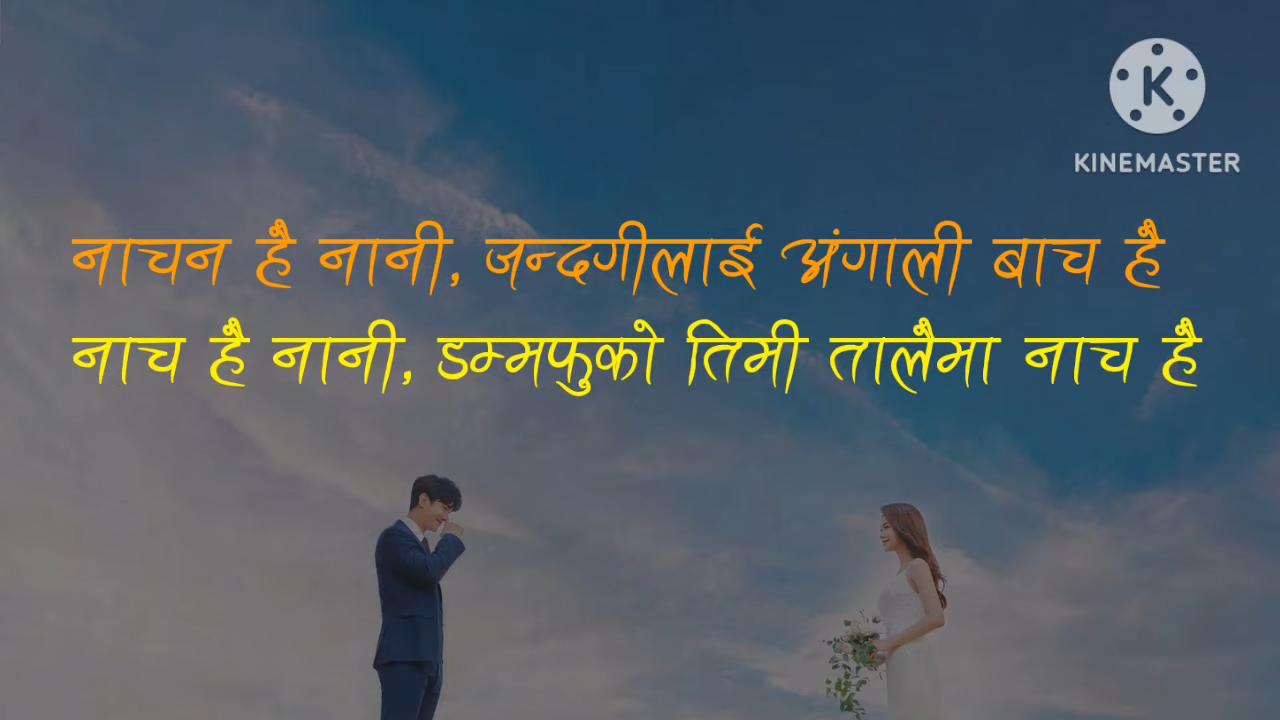 KINEMASTER
नाचन है नानी, जन्दगीलाई अंगाली बाच है
नाच है नानी, डम्मफुको तिमी तालैमा नाच है